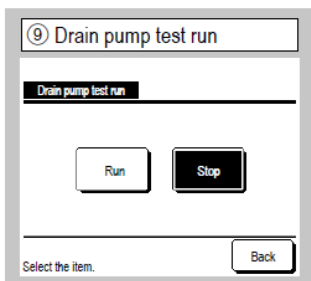 ⑨ Drain pump test run
Drain pump test run
Run
Stop
Back
Select the item.